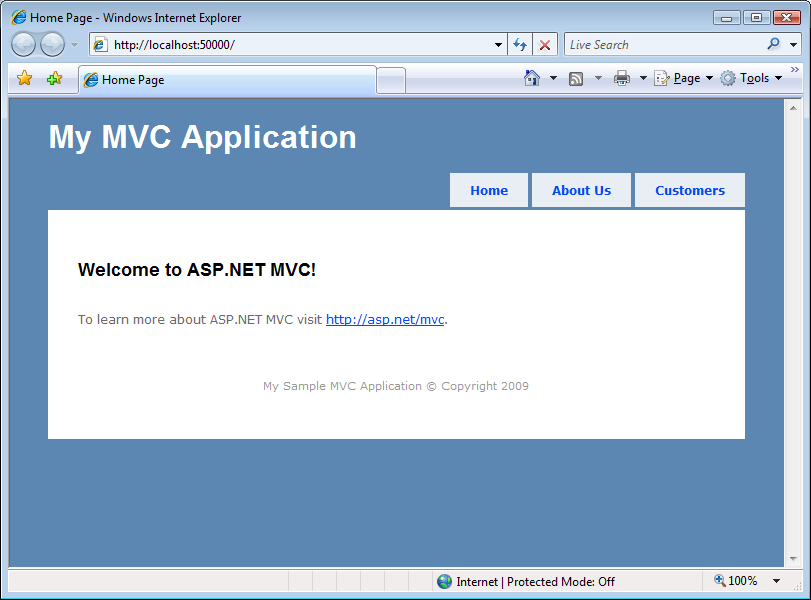 Home Page - Windows Internet Explorer
http://localhost:50000/
Live Search
Home Page
Page
Tools
My MVC Application
Home
About Us
Customers
Welcome to ASP.NET MVC!
To learn more about ASP.NET MVC visit http://asp.net/mvc.
My Sample MVC Application © Copyright 2009
Internet | Protected Mode: Off
100%